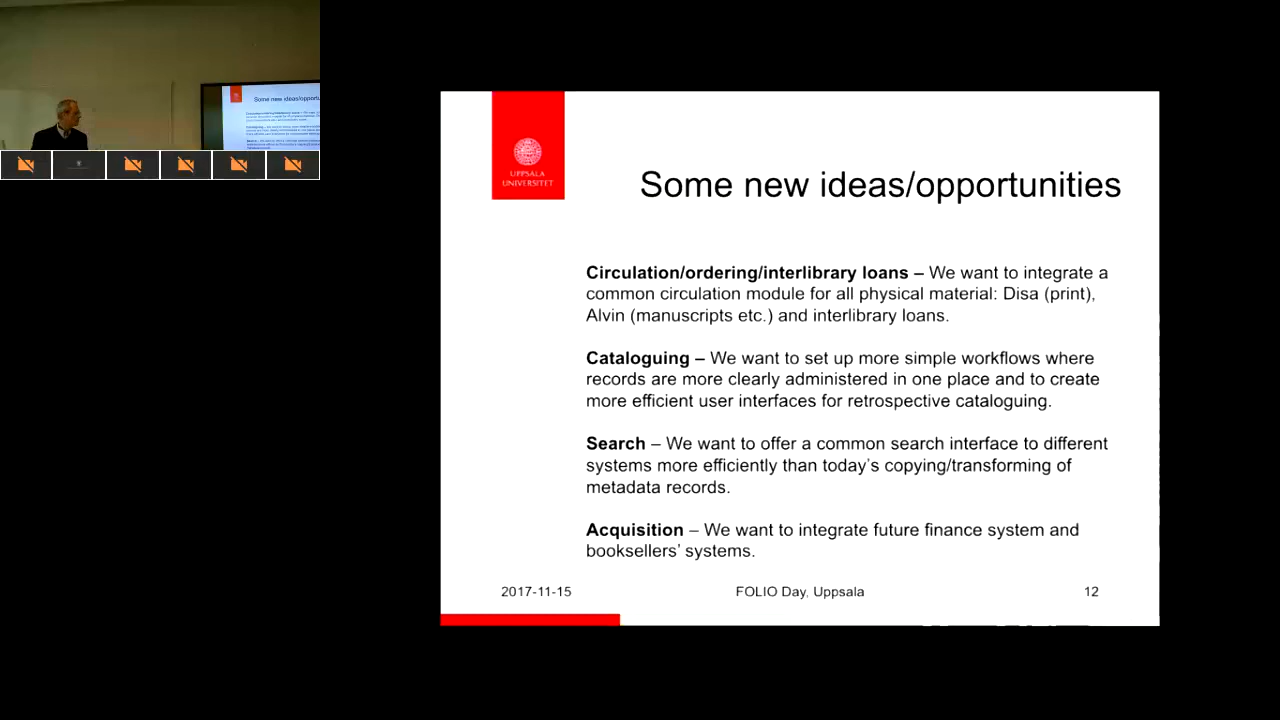 UPPSALA
UNIVERSITET
Some new ideas/opportunities
Circulation/ordering/interlibrary loans – We want to integrate a
common circulation module for all physical material: Disa (print),
Alvin (manuscripts etc.) and interlibrary loans.
Cataloguing – We want to set up more simple workflows where
records are more clearly administered in one place and to create
more efficient user interfaces for retrospective cataloguing.
Search – We want to offer a common search interface to different
systems more efficiently than today's copying/transforming of
metadata records.
Acquisition – We want to integrate future finance system and
booksellers' systems.
2017-11-15
FOLIO Day, Uppsala
12
Some new ideas/opportu